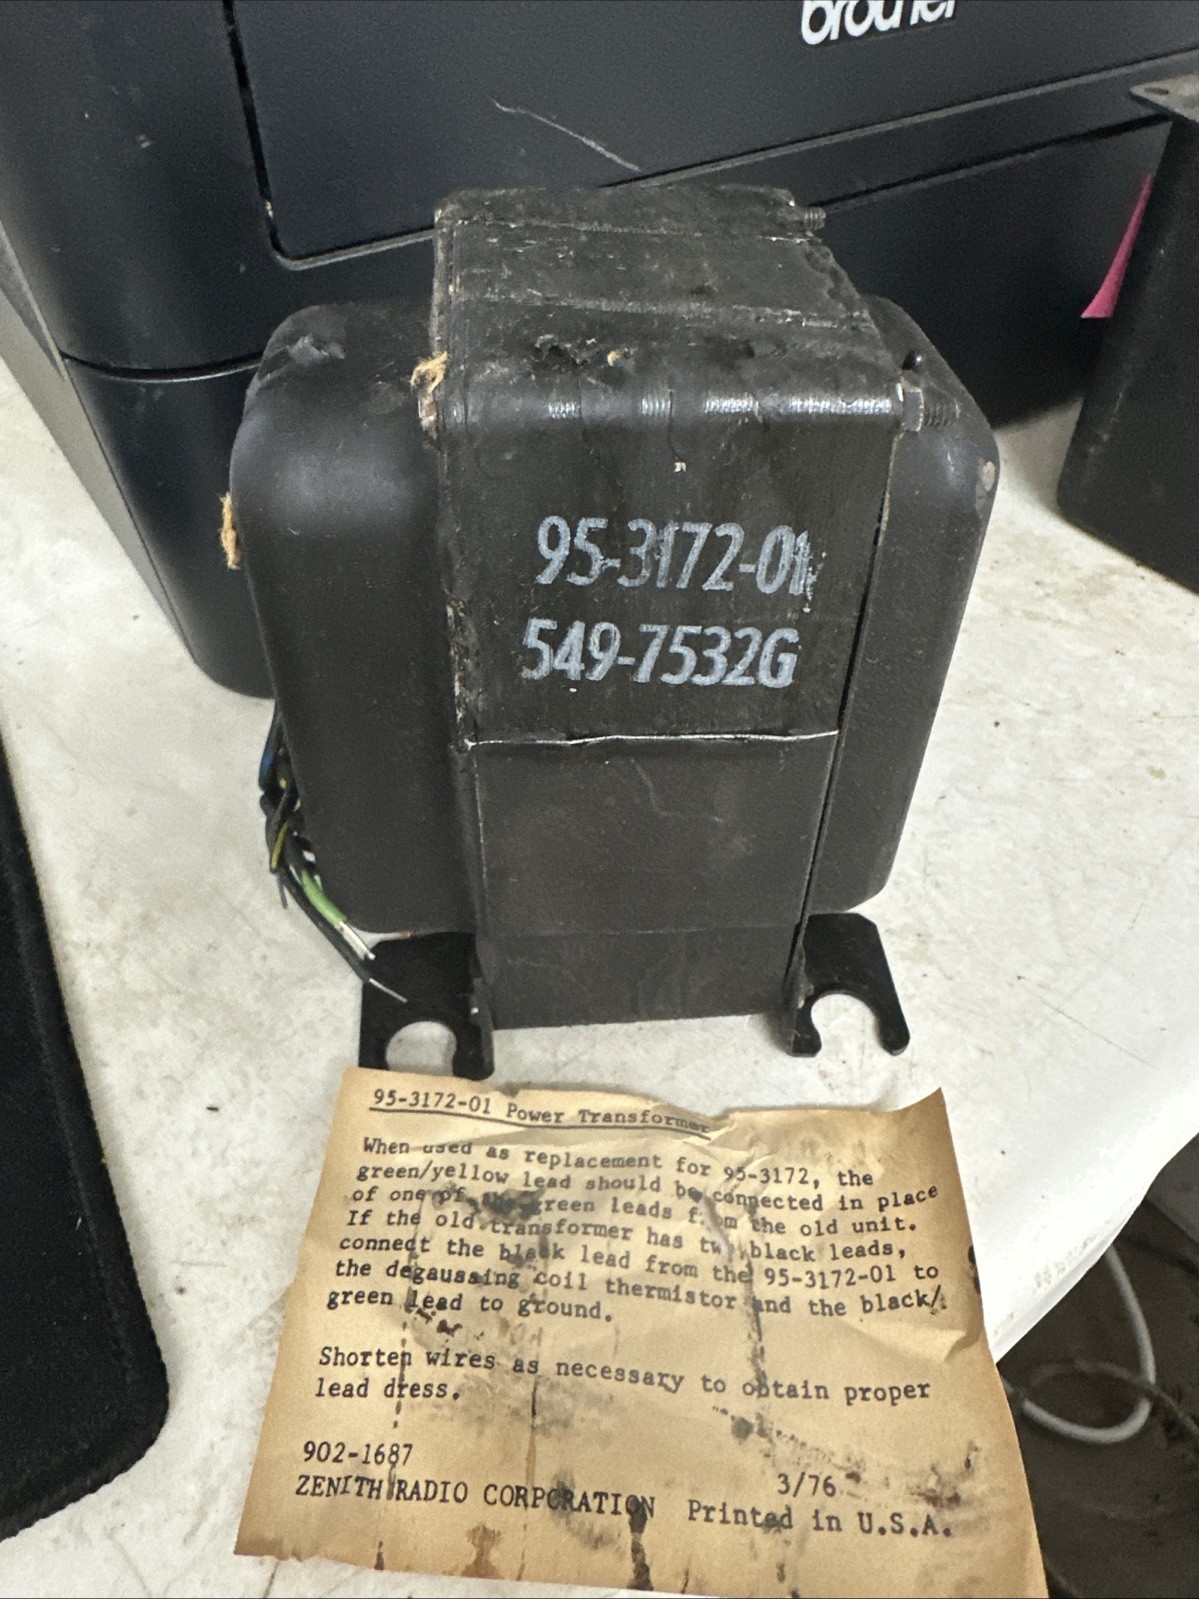 brother
95-3172-01
549-7532G
95-3172-01 Power Transformer
When used as replacement for 95-3172, the
green/yellow lead should be connected in place
of one of the green leads from the old unit.
If the old transformer has two black leads,
connect the black lead from the 95-3172-01 to
the degaussing coil thermistor and the black/
green lead to ground.
Shorten wires as necessary to obtain proper
lead dress.
902-1687
3/76
ZENITH RADIO CORPORATION Printed in U.S.A.